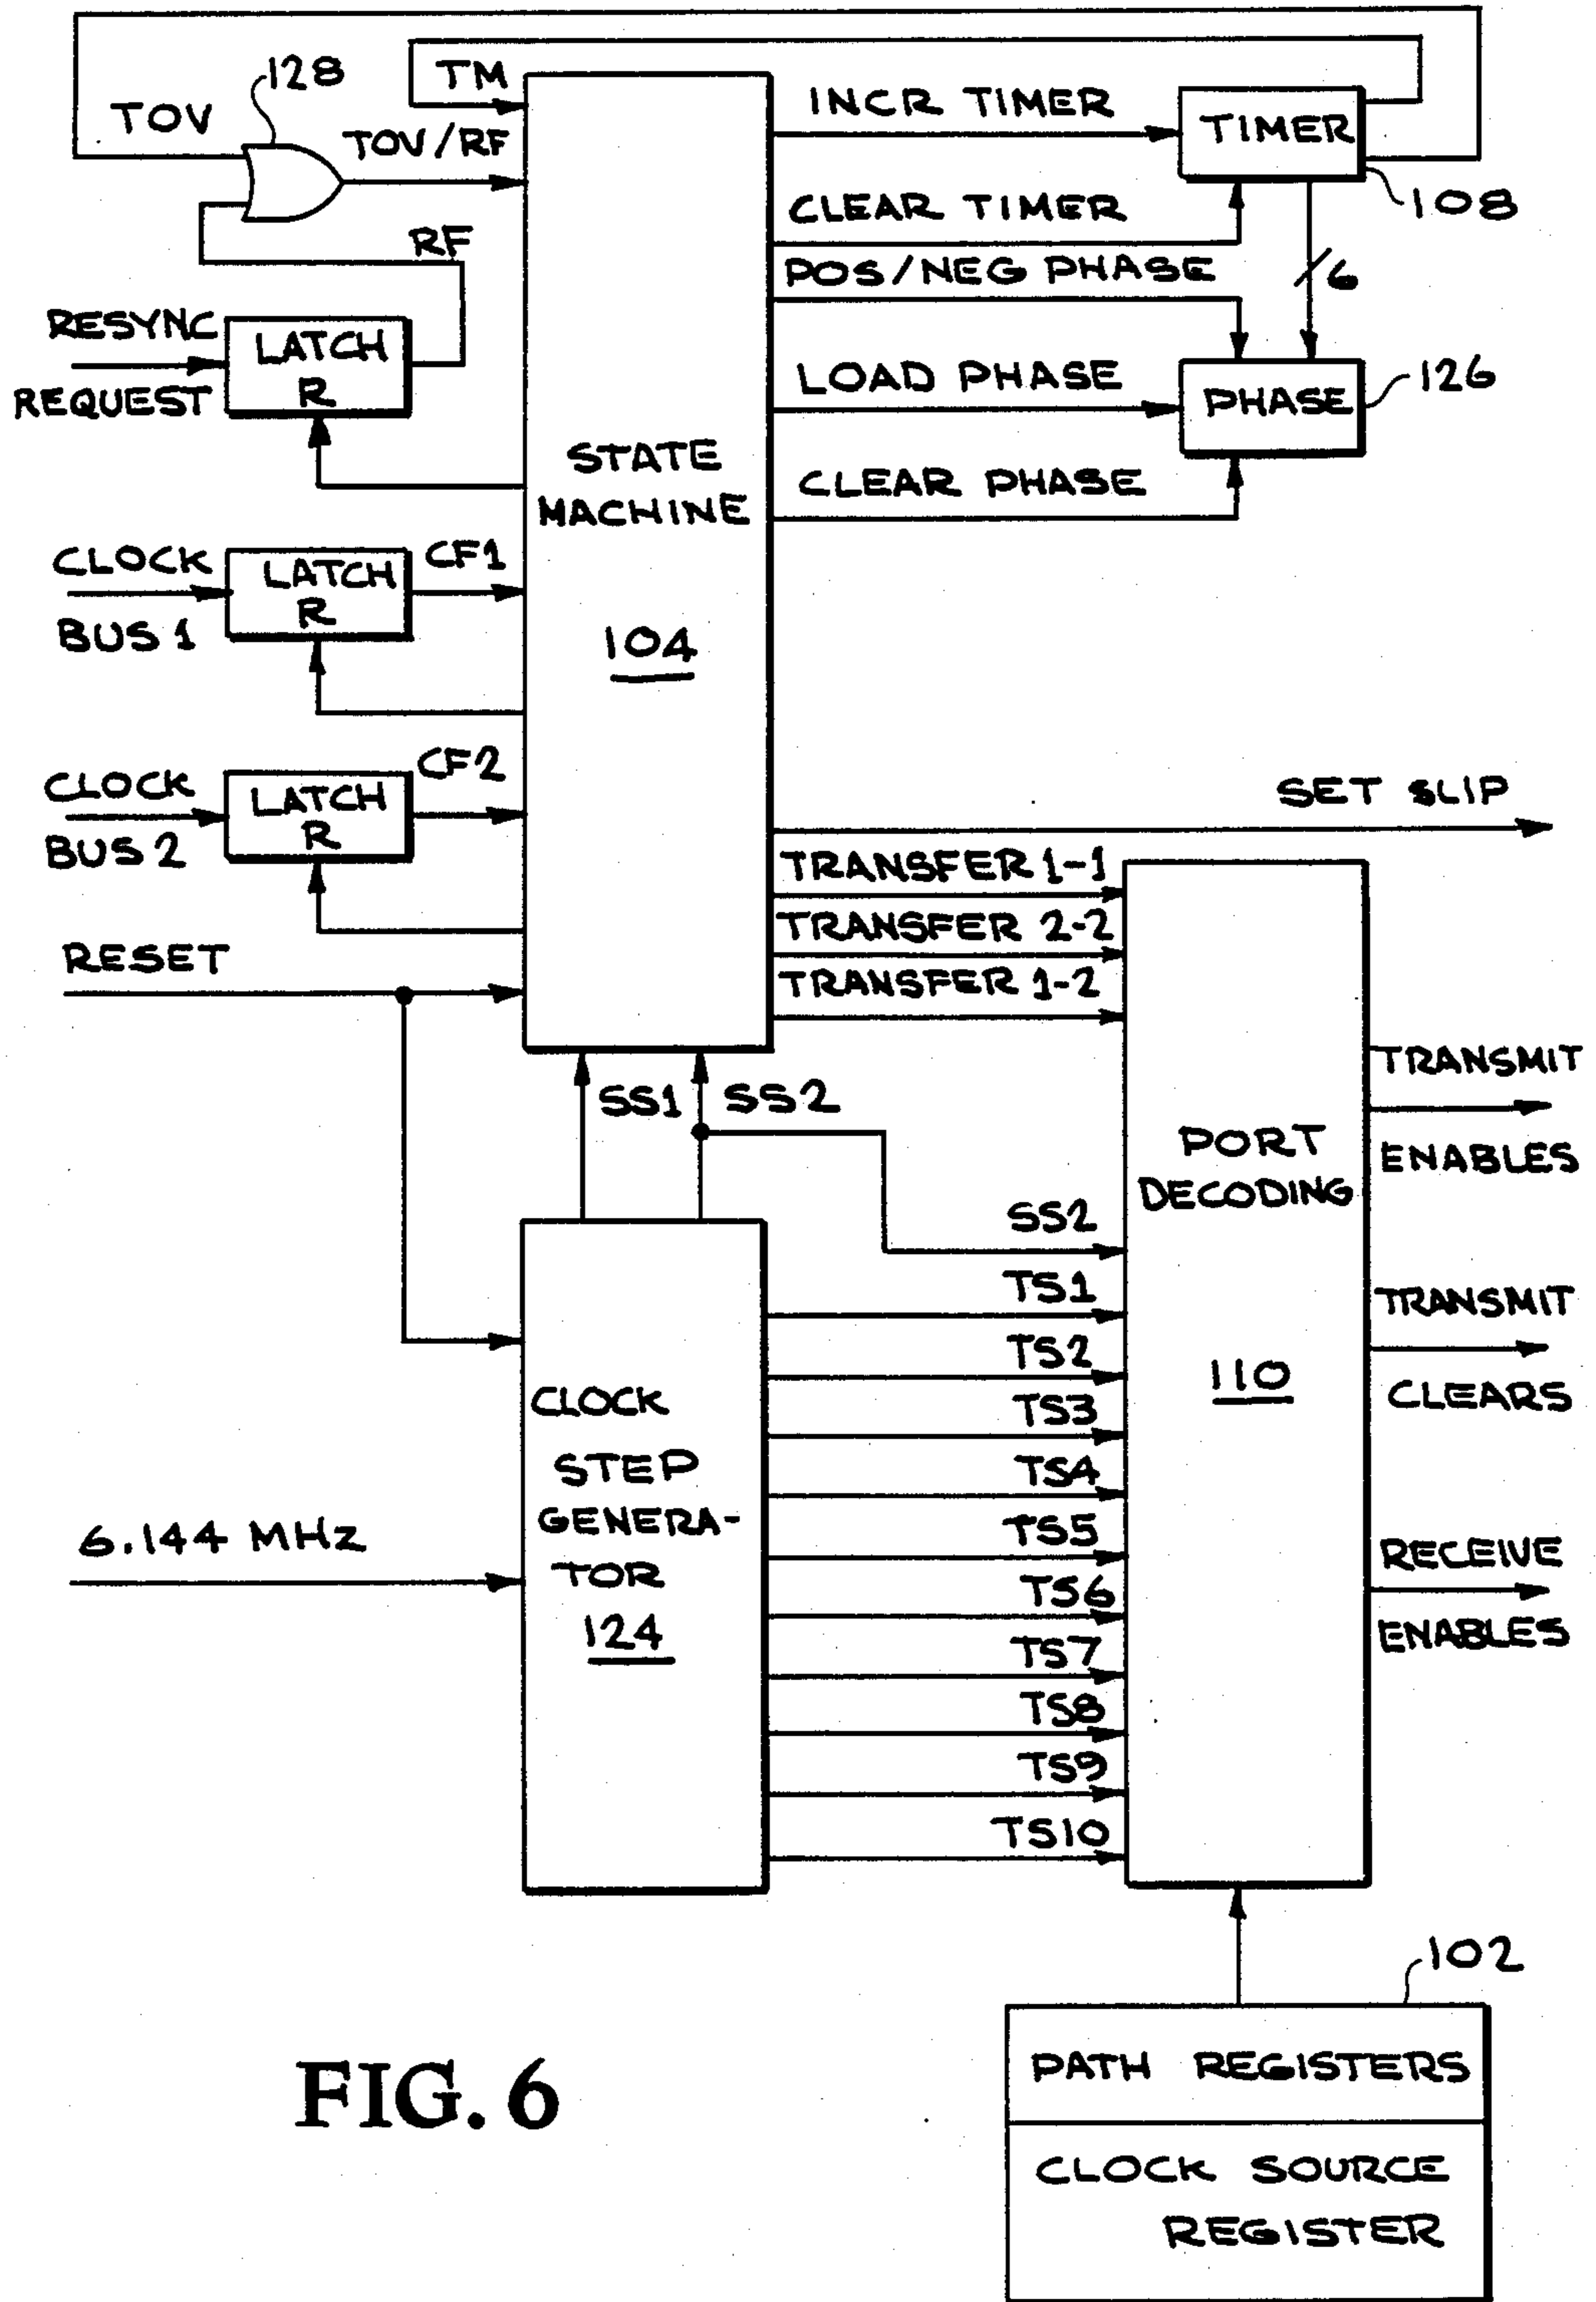 128
TM
TOV
TOV/RF
INCR TIMER
TIMER
108
CLEAR TIMER
RF
POS/NEG PHASE
6
RESYNC
REQUEST
LATCH
R
LOAD PHASE
PHASE
126
STATE
MACHINE
104
CLEAR PHASE
CLOCK
BUS 1
LATCH
R
CF1
CLOCK
BUS 2
LATCH
R
CF2
SET SLIP
TRANSFER 1-1
TRANSFER 2-2
TRANSFER 1-2
RESET
SS1
SS2
TRANSMIT
ENABLES
PORT
DECODING
110
SS2
TS1
TS2
TS3
TS4
TS5
TS6
TS7
TS8
TS9
TS10
TRANSMIT
CLEARS
CLOCK
STEP
GENERA-
TOR
124
6.144 MHz
RECEIVE
ENABLES
102
PATH REGISTERS
CLOCK SOURCE
REGISTER
FIG. 6